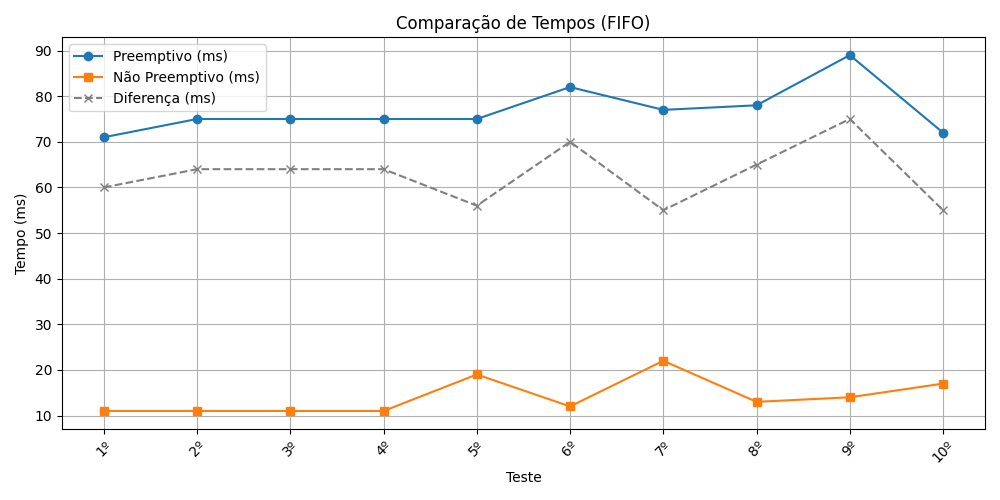 Comparação de Tempos (FIFO)
Preemptivo (ms)
Não Preemptivo (ms)
Diferença (ms)
Tempo (ms)
90
80
70
60
50
40
30
20
10
1º
2º
3º
4º
5º
6º
7º
8º
9º
10º
Teste